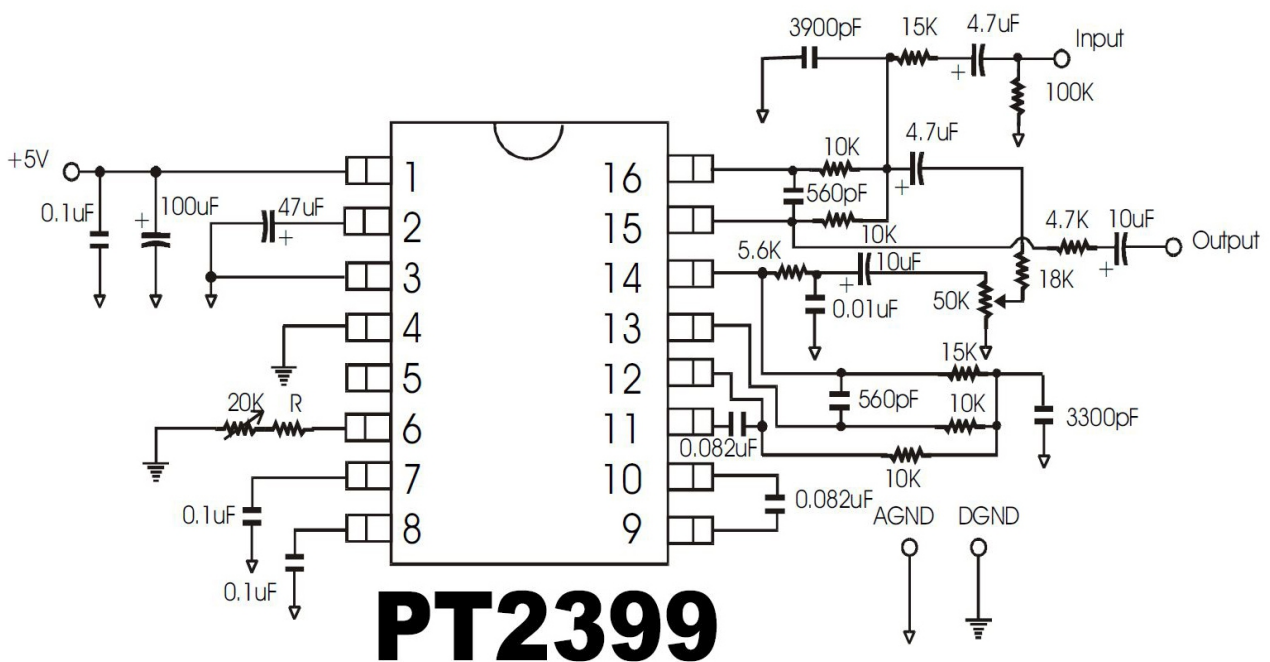 3900pF
15K
4.7uF
Input
100K
+5V
0.1uF
+
100uF
47uF
+
1
2
3
4
5
6
7
8
16
15
14
13
12
11
10
9
10K
4.7uF
+
+
560pF
10K
4.7K
10uF
Output
+
5.6K
10uF
+
0.01uF
50K
18K
15K
560pF
10K
3300pF
0.082uF
10K
0.082uF
20K
R
0.1uF
0.1uF
AGND
DGND
PT2399